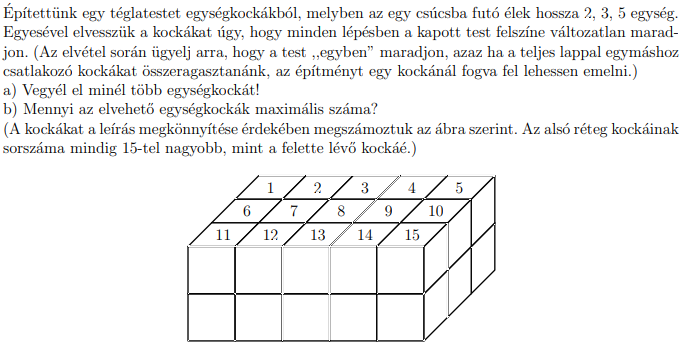 Építettünk egy téglatestet egységkockákból, melyben az egy csúcsba futó élek hossza 2, 3, 5 egység.
Egyesével elvesszük a kockákat úgy, hogy minden lépésben a kapott test felszíne változatlan marad-
jon. (Az elvétel során ügyelj arra, hogy a test ,,egyben” maradjon, azaz ha a teljes lappal egymáshoz
csatlakozó kockákat összeragasztanánk, az építményt egy kockánál fogva fel lehessen emelni.)
a) Vegyél el minél több egységkockát!
b) Mennyi az elvehető egységkockák maximális száma?
(A kockákat a leírás megkönnyítése érdekében megszámoztuk az ábra szerint. Az alsó réteg kockáinak
sorszáma mindig 15-tel nagyobb, mint a felette lévő kockáé.)
1 2 3 4 5
6 7 8 9 10
11 12 13 14 15